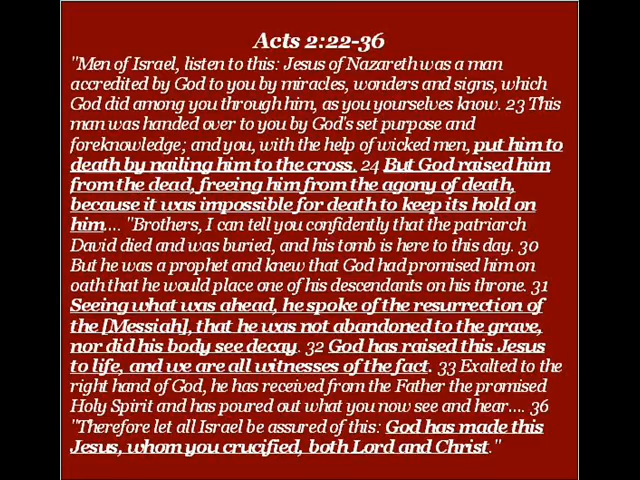 Acts 2:22-36
"Men of Israel, listen to this: Jesus of Nazareth was a man
accredited by God to you by miracles, wonders and signs, which
God did among you through him, as you yourselves know. 23 This
man was handed over to you by God's set purpose and
foreknowledge; and you, with the help of wicked men, put him to
death by nailing him to the cross. 24 But God raised him
from the dead, freeing him from the agony of death,
because it was impossible for death to keep its hold on
him.... "Brothers, I can tell you confidently that the patriarch
David died and was buried, and his tomb is here to this day. 30
But he was a prophet and knew that God had promised him on
oath that he would place one of his descendants on his throne. 31
Seeing what was ahead, he spoke of the resurrection of
the [Messiah], that he was not abandoned to the grave,
nor did his body see decay. 32 God has raised this Jesus
to life, and we are all witnesses of the fact. 33 Exalted to the
right hand of God, he has received from the Father the promised
Holy Spirit and has poured out what you now see and hear.... 36
"Therefore let all Israel be assured of this: God has made this
Jesus, whom you crucified, both Lord and Christ."